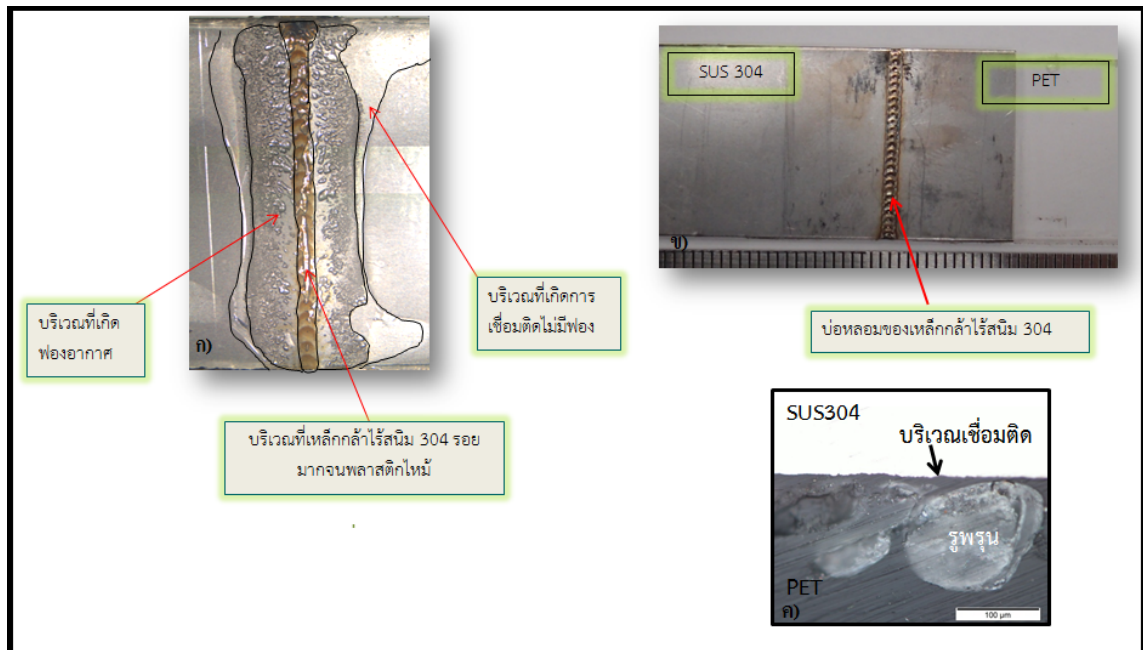 ก)
บริเวณที่เกิด
ฟองอากาศ
บริเวณที่เกิดการ
เชื่อมติดไม่มีฟอง
บริเวณที่เหล็กกล้าไร้สนิม 304 รอย
มากจนพลาสติกไหม้
SUS 304
PET
ข)
บ่อหลอมของเหล็กกล้าไร้สนิม 304
SUS304
บริเวณเชื่อมติด
รูพรุน
PET
ค)
100 µm